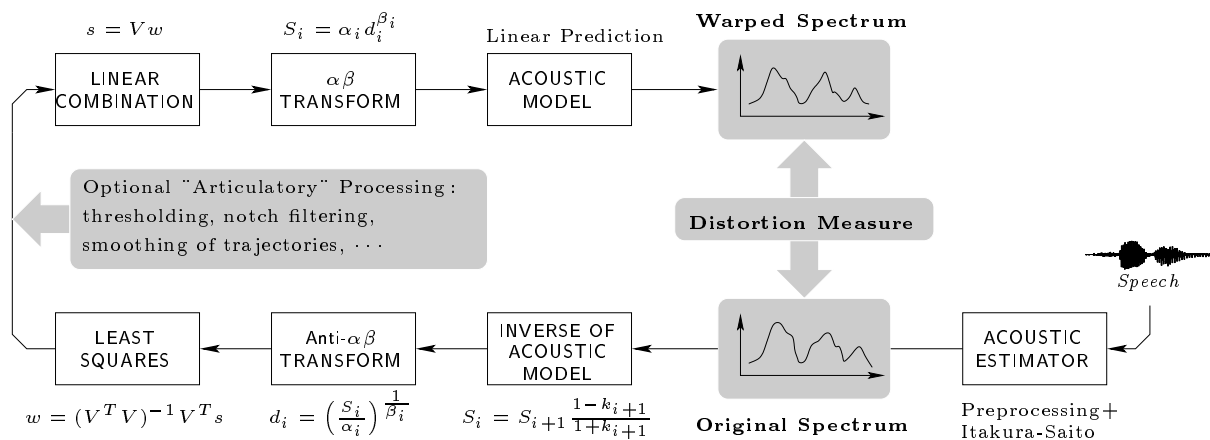 s = V w
S_i = α_i d_i^{β_i}
Linear Prediction
Warped Spectrum
LINEAR
COMBINATION
αβ
TRANSFORM
ACOUSTIC
MODEL
Optional ¨Articulatory¨ Processing:
thresholding, notch filtering,
smoothing of trajectories, ···
Distortion Measure
Speech
LEAST
SQUARES
Anti-αβ
TRANSFORM
INVERSE OF
ACOUSTIC
MODEL
ACOUSTIC
ESTIMATOR
w = (V^T V)^{-1} V^T s
d_i = (S_i/α_i)^{1/β_i}
S_i = S_{i+1} (1-k_{i+1})/(1+k_{i+1})
Original Spectrum
Preprocessing+
Itakura-Saito